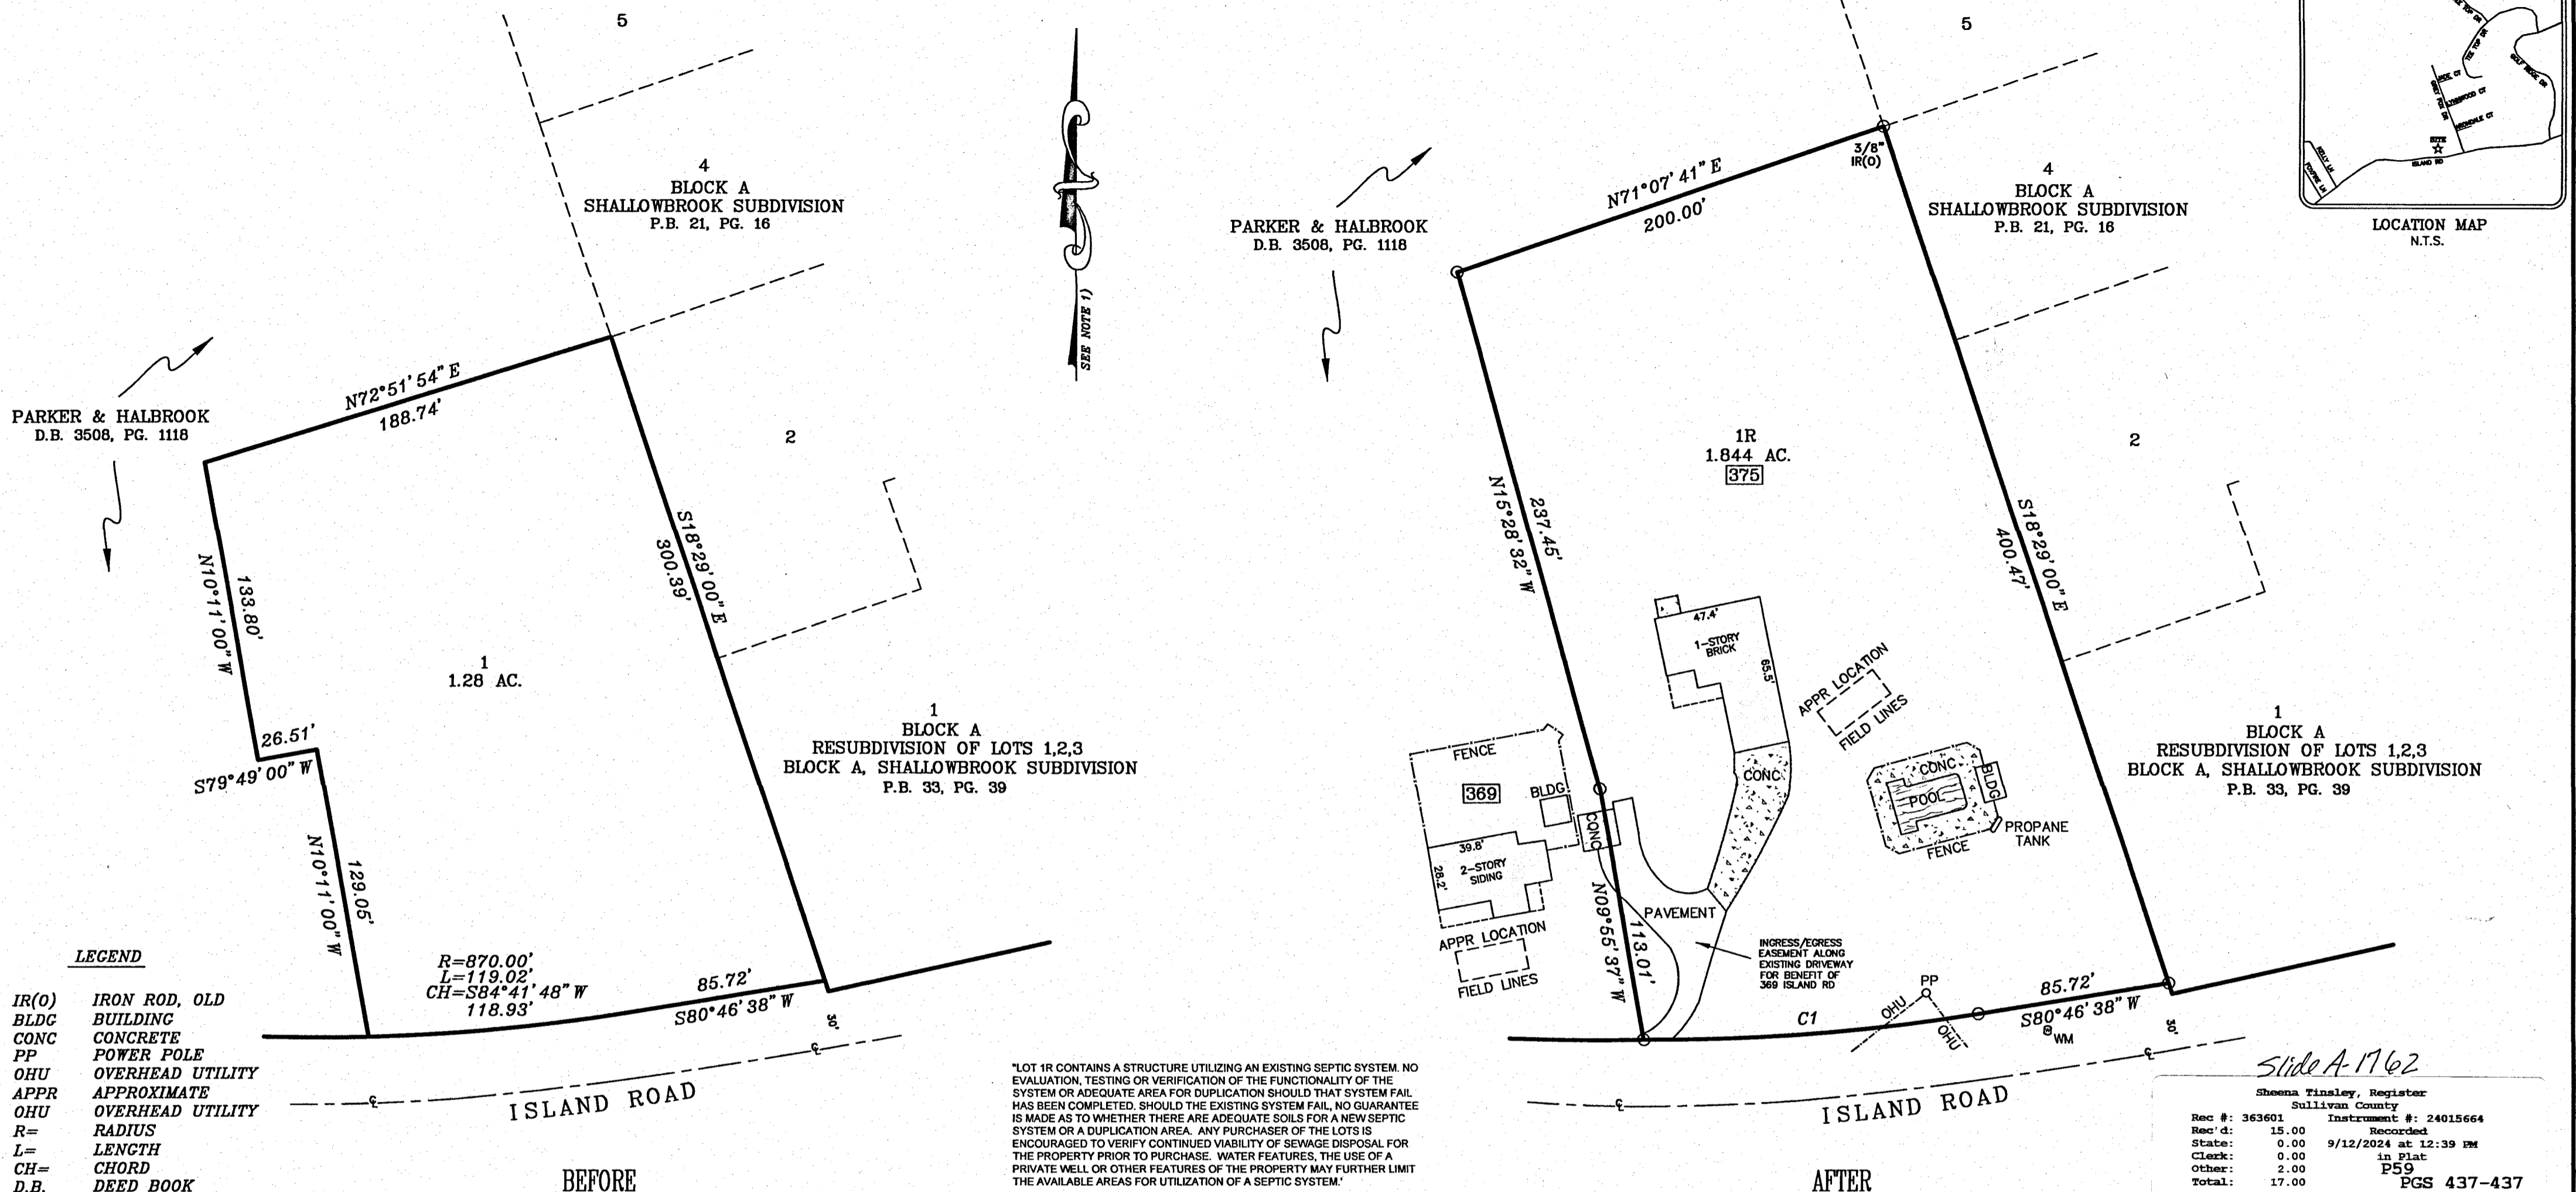 5
4
BLOCK A
SHALLOWBROOK SUBDIVISION
P.B. 21, PG. 16
PARKER & HALBROOK
D.B. 3508, PG. 1118
N72°51'54" E
188.74'
2
N10°11'00" W
133.80'
26.51'
S79°49'00" W
N10°11'00" W
129.05'
1
1.28 AC.
S18°29'00" E
300.39'
1
BLOCK A
RESUBDIVISION OF LOTS 1,2,3
BLOCK A, SHALLOWBROOK SUBDIVISION
P.B. 33, PG. 39
R=870.00'
L=119.02'
CH=S84°41'48" W
118.93'
85.72'
S80°46'38" W
30'
℄
℄
ISLAND ROAD
BEFORE
LEGEND
IR(O) IRON ROD, OLD
BLDG BUILDING
CONC CONCRETE
PP POWER POLE
OHU OVERHEAD UTILITY
APPR APPROXIMATE
OHU OVERHEAD UTILITY
R= RADIUS
L= LENGTH
CH= CHORD
D.B. DEED BOOK
SEE NOTE 1)
"LOT 1R CONTAINS A STRUCTURE UTILIZING AN EXISTING SEPTIC SYSTEM. NO
EVALUATION, TESTING OR VERIFICATION OF THE FUNCTIONALITY OF THE
SYSTEM OR ADEQUATE AREA FOR DUPLICATION SHOULD THAT SYSTEM FAIL
HAS BEEN COMPLETED. SHOULD THE EXISTING SYSTEM FAIL, NO GUARANTEE
IS MADE AS TO WHETHER THERE ARE ADEQUATE SOILS FOR A NEW SEPTIC
SYSTEM OR A DUPLICATION AREA. ANY PURCHASER OF THE LOTS IS
ENCOURAGED TO VERIFY CONTINUED VIABILITY OF SEWAGE DISPOSAL FOR
THE PROPERTY PRIOR TO PURCHASE. WATER FEATURES, THE USE OF A
PRIVATE WELL OR OTHER FEATURES OF THE PROPERTY MAY FURTHER LIMIT
THE AVAILABLE AREAS FOR UTILIZATION OF A SEPTIC SYSTEM.'
5
3/8"
IR(O)
N71°07'41" E
200.00'
PARKER & HALBROOK
D.B. 3508, PG. 1118
4
BLOCK A
SHALLOWBROOK SUBDIVISION
P.B. 21, PG. 16
2
1R
1.844 AC.
375
N15°28'32" W
237.45'
S18°29'00" E
400.47'
47.4'
1-STORY
BRICK
65.5'
APPR LOCATION
FIELD LINES
FENCE
369
BLDG
CONC
39.8'
28.2'
2-STORY
SIDING
APPR LOCATION
FIELD LINES
CONC
CONC
POOL
BLDG
PROPANE
TANK
FENCE
N09°55'37" W
113.01'
PAVEMENT
INGRESS/EGRESS
EASEMENT ALONG
EXISTING DRIVEWAY
FOR BENEFIT OF
369 ISLAND RD
1
BLOCK A
RESUBDIVISION OF LOTS 1,2,3
BLOCK A, SHALLOWBROOK SUBDIVISION
P.B. 33, PG. 39
PP
OHU
OHU
C1
85.72'
S80°46'38" W
WM
30'
℄
℄
ISLAND ROAD
AFTER
TEE TOP DR
GOLF RIDGE DR
SITE
ISLAND RD
KELLY LN
LOCATION MAP
N.T.S.
Slide A-1762
Sheena Tinsley, Register
Sullivan County
Rec #: 363601 Instrument #: 24015664
Rec'd: 15.00 Recorded
State: 0.00 9/12/2024 at 12:39 PM
Clerk: 0.00 in Plat
Other: 2.00 P59
Total: 17.00 PGS 437-437